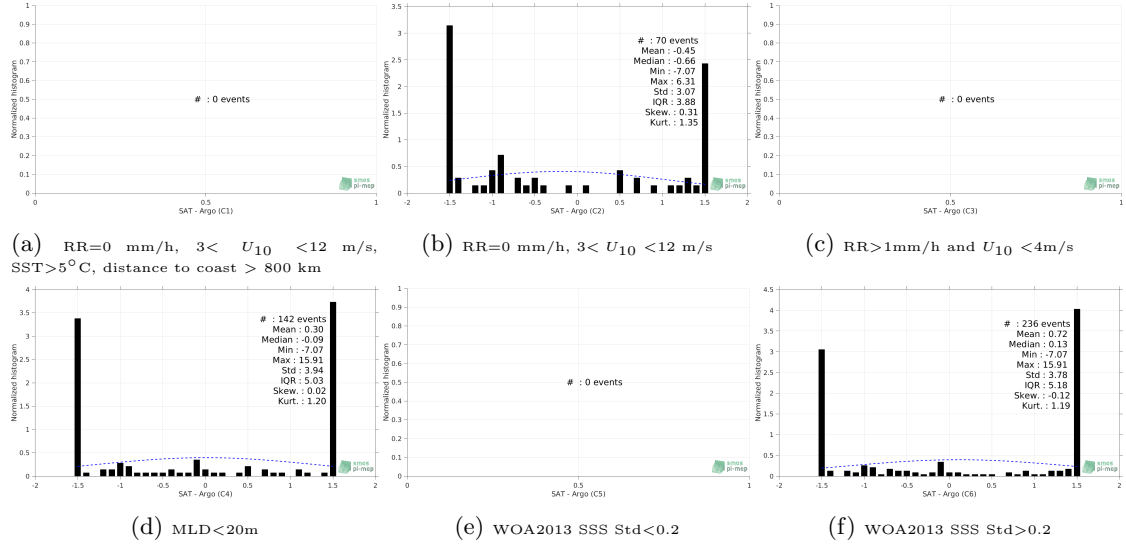 1
0.9
0.8
0.7
0.6
0.5
0.4
0.3
0.2
0.1
0
Normalized histogram
# : 0 events
0 0.5 1
SAT - Argo (C1)
smos
pi-mep
(a) RR=0 mm/h, 3< U10 <12 m/s,
SST>5°C, distance to coast > 800 km
3.5
3
2.5
2
1.5
1
0.5
0
Normalized histogram
# : 70 events
Mean : -0.45
Median : -0.66
Min : -7.07
Max : 6.31
Std : 3.07
IQR : 3.88
Skew. : 0.31
Kurt. : 1.35
-2 -1.5 -1 -0.5 0 0.5 1 1.5 2
SAT - Argo (C2)
smos
pi-mep
(b) RR=0 mm/h, 3< U10 <12 m/s
1
0.9
0.8
0.7
0.6
0.5
0.4
0.3
0.2
0.1
0
Normalized histogram
# : 0 events
0 0.5 1
SAT - Argo (C3)
smos
pi-mep
(c) RR>1mm/h and U10 <4m/s
4
3.5
3
2.5
2
1.5
1
0.5
0
Normalized histogram
# : 142 events
Mean : 0.30
Median : -0.09
Min : -7.07
Max : 15.91
Std : 3.94
IQR : 5.03
Skew. : 0.02
Kurt. : 1.20
-2 -1.5 -1 -0.5 0 0.5 1 1.5 2
SAT - Argo (C4)
smos
pi-mep
(d) MLD<20m
1
0.9
0.8
0.7
0.6
0.5
0.4
0.3
0.2
0.1
0
Normalized histogram
# : 0 events
0 0.5 1
SAT - Argo (C5)
smos
pi-mep
(e) WOA2013 SSS Std<0.2
4.5
4
3.5
3
2.5
2
1.5
1
0.5
0
Normalized histogram
# : 236 events
Mean : 0.72
Median : 0.13
Min : -7.07
Max : 15.91
Std : 3.78
IQR : 5.18
Skew. : -0.12
Kurt. : 1.19
-2 -1.5 -1 -0.5 0 0.5 1 1.5 2
SAT - Argo (C6)
smos
pi-mep
(f) WOA2013 SSS Std>0.2